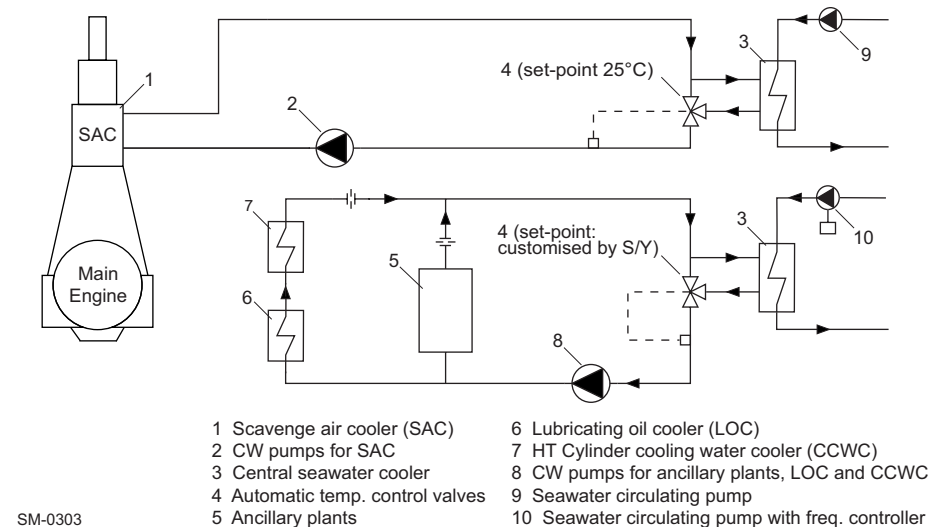 1
SAC
2
4 (set-point 25°C)
3
9
Main
Engine
7
6
5
4 (set-point:
customised by S/Y)
3
10
8
1 Scavenge air cooler (SAC)
2 CW pumps for SAC
3 Central seawater cooler
4 Automatic temp. control valves
5 Ancillary plants
6 Lubricating oil cooler (LOC)
7 HT Cylinder cooling water cooler (CCWC)
8 CW pumps for ancillary plants, LOC and CCWC
9 Seawater circulating pump
10 Seawater circulating pump with freq. controller
SM-0303